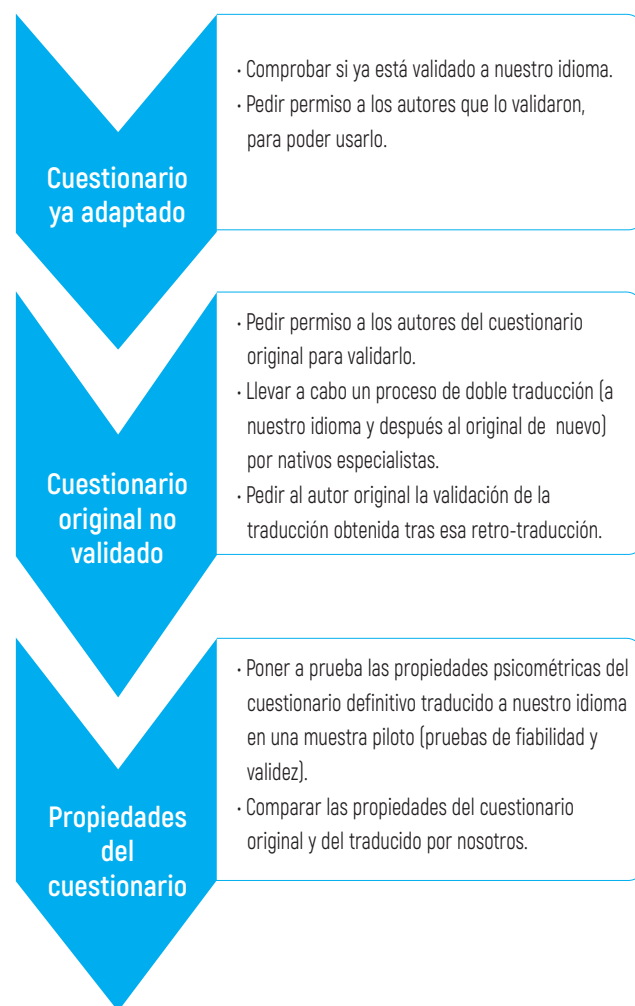 · Comprobar si ya está validado a nuestro idioma.
· Pedir permiso a los autores que lo validaron,
para poder usarlo.
Cuestionario
ya adaptado
· Pedir permiso a los autores del cuestionario
original para validarlo.
· Llevar a cabo un proceso de doble traducción (a
nuestro idioma y después al original de nuevo)
por nativos especialistas.
· Pedir al autor original la validación de la
traducción obtenida tras esa retro-traducción.
Cuestionario
original no
validado
· Poner a prueba las propiedades psicométricas del
cuestionario definitivo traducido a nuestro idioma
en una muestra piloto (pruebas de fiabilidad y
validez).
· Comparar las propiedades del cuestionario
original y del traducido por nosotros.
Propiedades
del
cuestionario